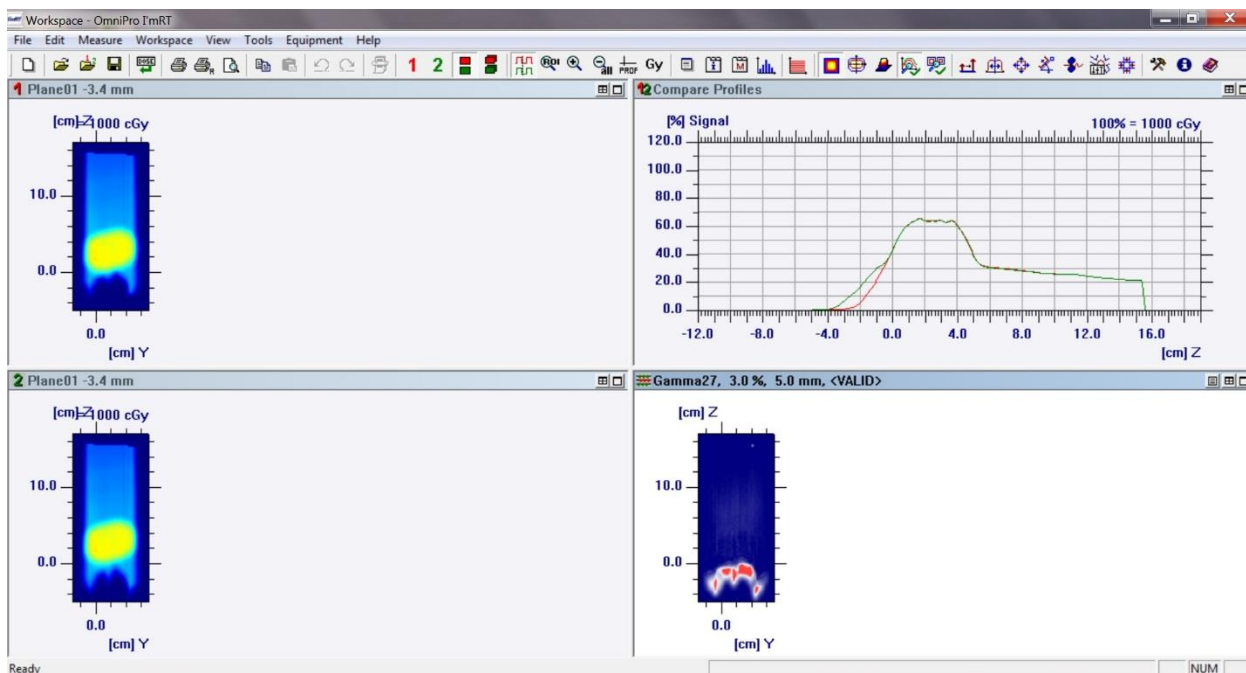 Workspace - OmniPro I'mRT
File Edit Measure Workspace View Tools Equipment Help
1 2 ROI all PROF Gy
1 Plane01 -3.4 mm
[cm] Z 1000 cGy
10.0
0.0
0.0
[cm] Y
12 Compare Profiles
[%] Signal 100% = 1000 cGy
120.0
100.0
80.0
60.0
40.0
20.0
0.0
-12.0 -8.0 -4.0 0.0 4.0 8.0 12.0 16.0
[cm] Z
2 Plane01 -3.4 mm
[cm] Z 1000 cGy
10.0
0.0
0.0
[cm] Y
Gamma27, 3.0 %, 5.0 mm, <VALID>
[cm] Z
10.0
0.0
0.0
[cm] Y
Ready NUM